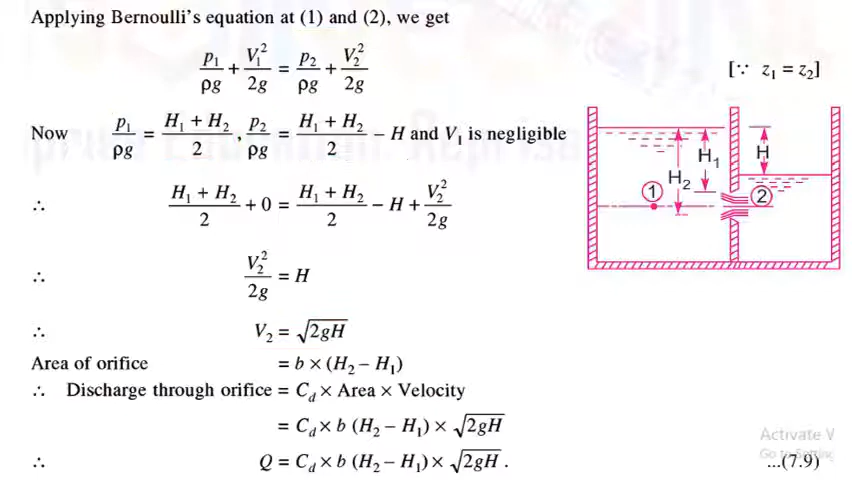 Applying Bernoulli's equation at (1) and (2), we get
p₁/ρg + V₁²/2g = p₂/ρg + V₂²/2g [∵ z₁ = z₂]
Now p₁/ρg = (H₁ + H₂)/2, p₂/ρg = (H₁ + H₂)/2 – H and V₁ is negligible
∴ (H₁ + H₂)/2 + 0 = (H₁ + H₂)/2 – H + V₂²/2g
∴ V₂²/2g = H
∴ V₂ = √2gH
Area of orifice = b × (H₂ – H₁)
∴ Discharge through orifice = C_d × Area × Velocity
= C_d × b (H₂ – H₁) × √2gH
∴ Q = C_d × b (H₂ – H₁) × √2gH . ...(7.9)
H₁
H
H₂
1
2
Activate W
Go to Setting